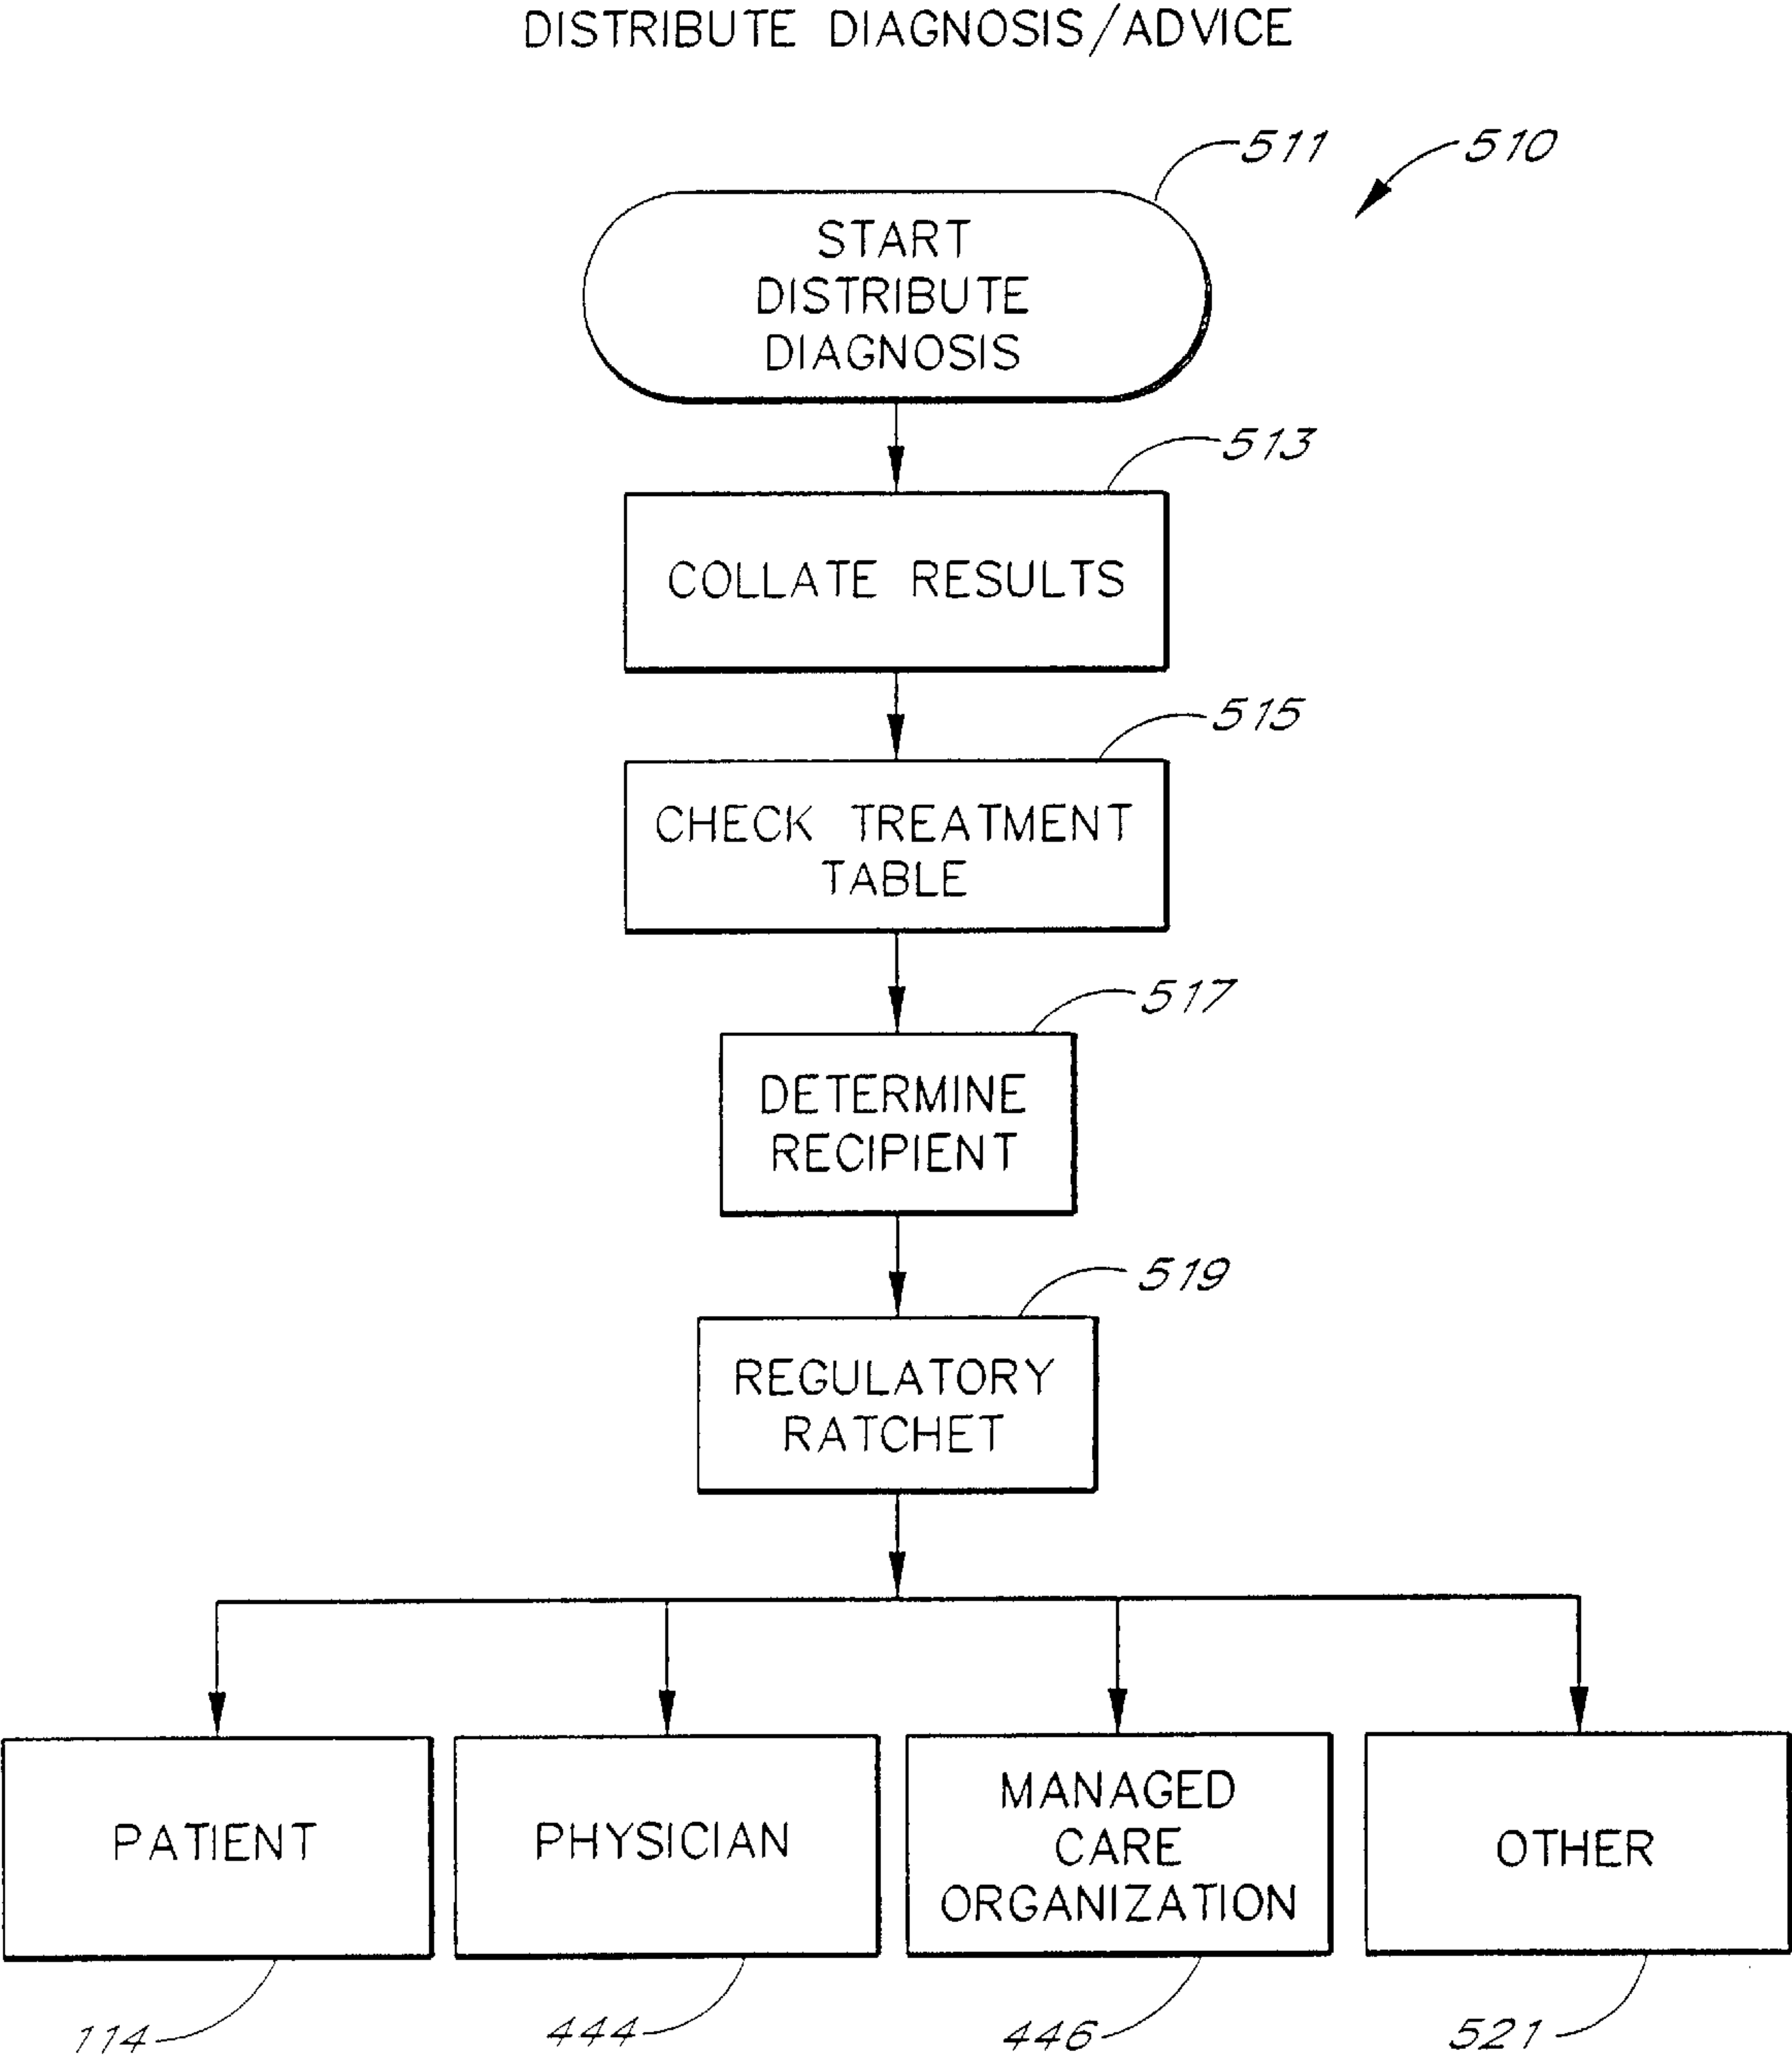 DISTRIBUTE DIAGNOSIS/ADVICE
511
510
START
DISTRIBUTE
DIAGNOSIS
513
COLLATE RESULTS
515
CHECK TREATMENT
TABLE
517
DETERMINE
RECIPIENT
519
REGULATORY
RATCHET
PATIENT
PHYSICIAN
MANAGED
CARE
ORGANIZATION
OTHER
114
444
446
521